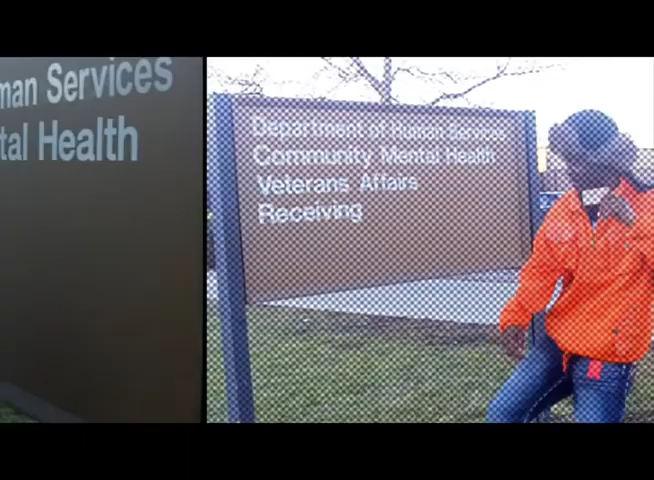 man Services
tal Health
Department of Human Services
Community Mental Health
Veterans Affairs
Receiving